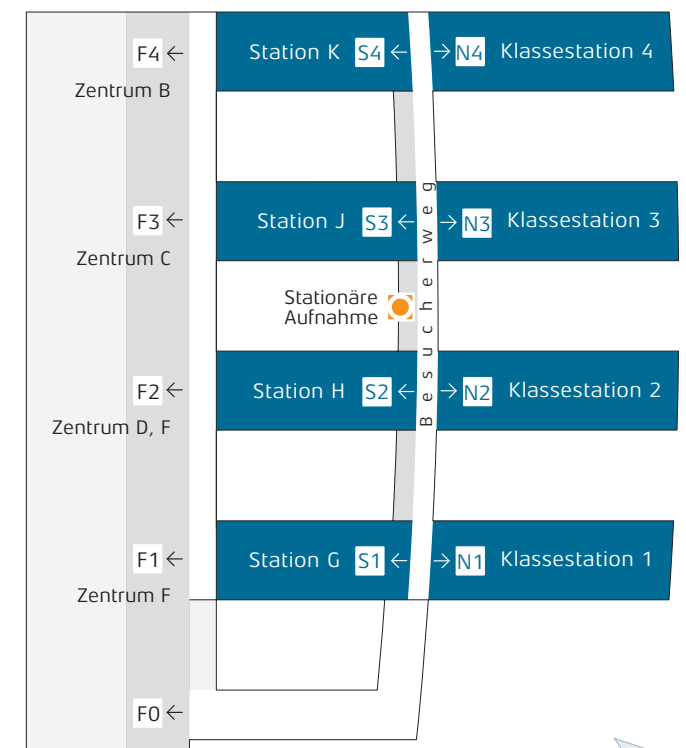 F4 ← Station K S4 ← → N4 Klassestation 4
Zentrum B
F3 ← Station J S3 ← → N3 Klassestation 3
Zentrum C
Stationäre
Aufnahme
Besucherweg
F2 ← Station H S2 ← → N2 Klassestation 2
Zentrum D, F
F1 ← Station G S1 ← → N1 Klassestation 1
Zentrum F
F0 ←